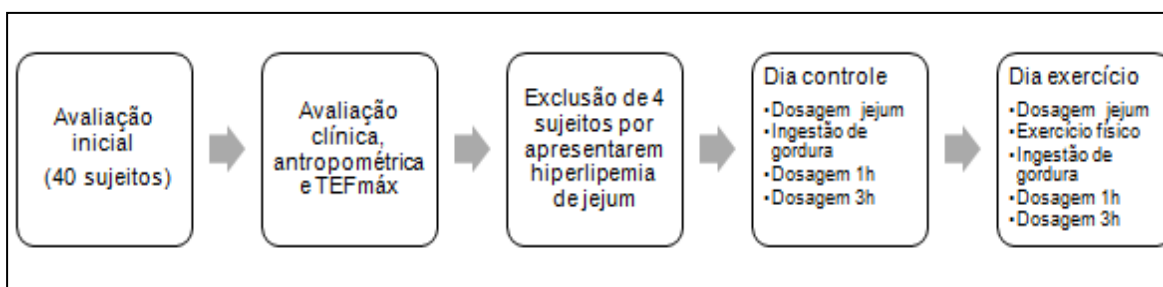 Avaliação
inicial
(40 sujeitos)
Avaliação
clínica,
antropométrica
e TEFmáx
Exclusão de 4
sujeitos por
apresentarem
hiperlipemia
de jejum
Dia controle
•Dosagem jejum
•Ingestão de
gordura
•Dosagem 1h
•Dosagem 3h
Dia exercício
•Dosagem jejum
•Exercício físico
•Ingestão de
gordura
•Dosagem 1h
•Dosagem 3h